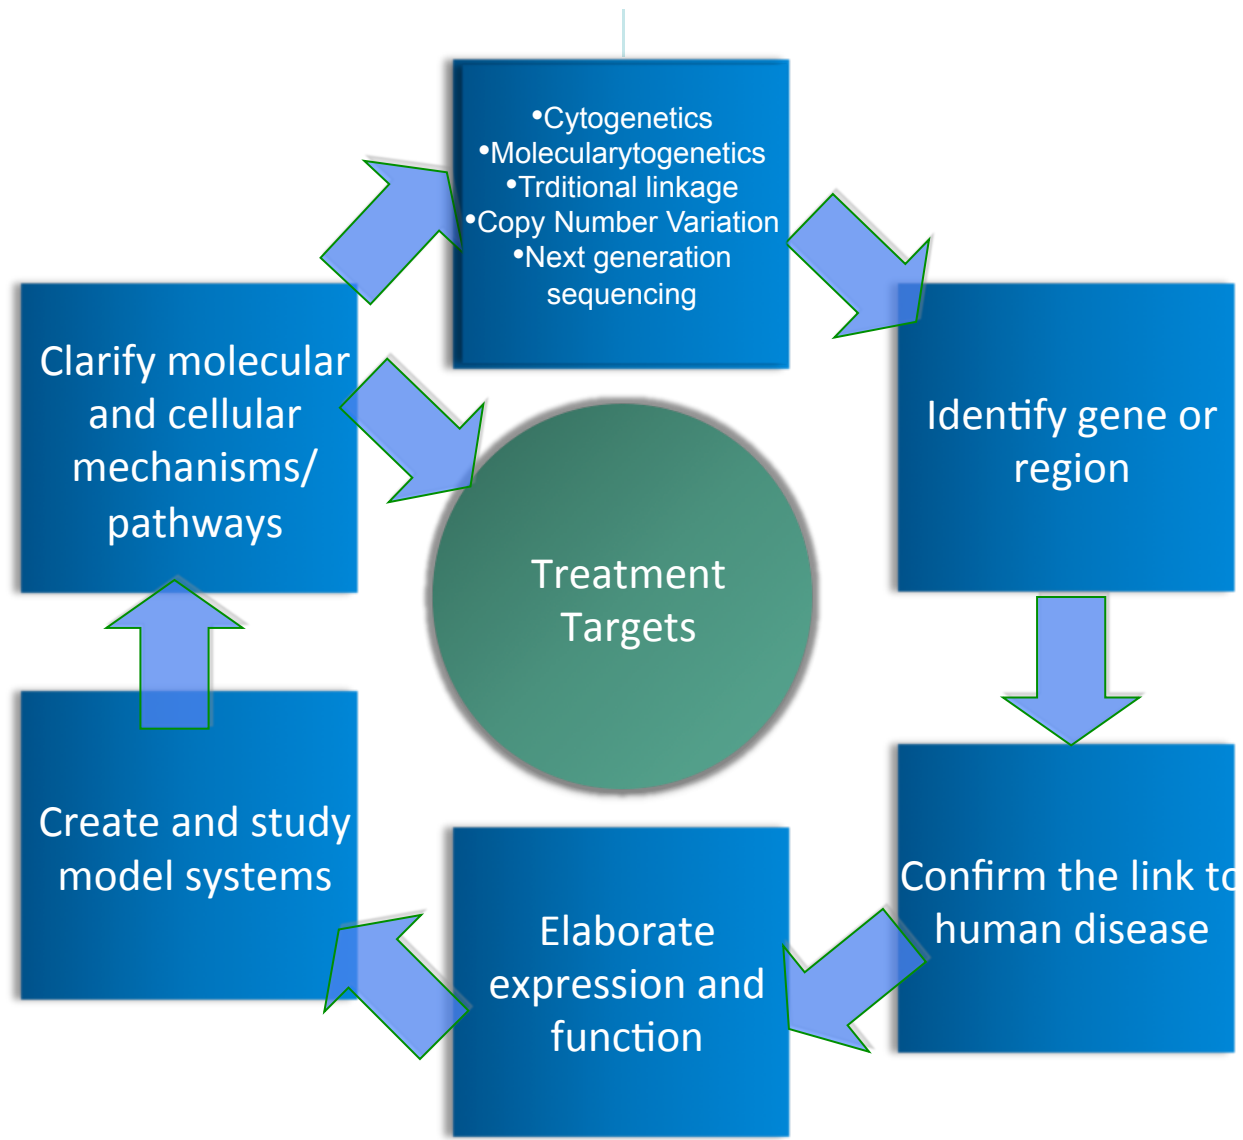 •Cytogenetics
•Molecularytogenetics
•Trditional linkage
•Copy Number Variation
•Next generation
sequencing
Identify gene or
region
Confirm the link to
human disease
Elaborate
expression and
function
Create and study
model systems
Clarify molecular
and cellular
mechanisms/
pathways
Treatment
Targets